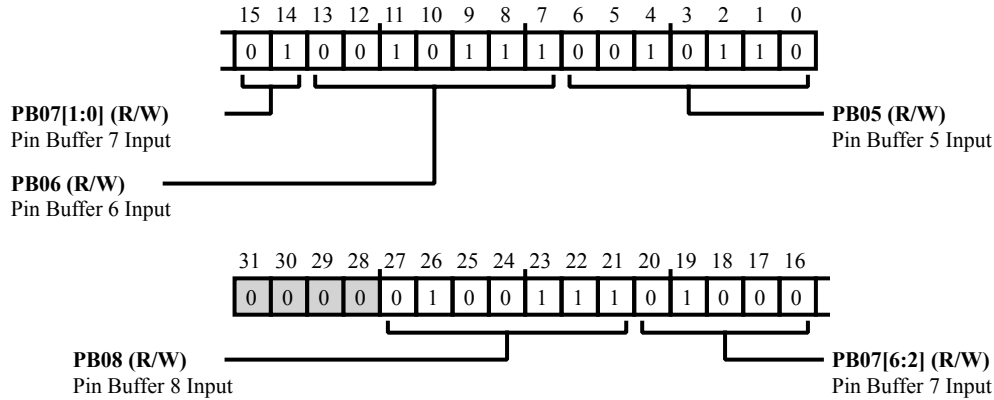 15 14 13 12 11 10 9 8 7 6 5 4 3 2 1 0
0 1 0 0 1 0 1 1 1 0 0 1 0 1 1 0
PB07[1:0] (R/W)
Pin Buffer 7 Input
PB05 (R/W)
Pin Buffer 5 Input
PB06 (R/W)
Pin Buffer 6 Input
31 30 29 28 27 26 25 24 23 22 21 20 19 18 17 16
0 0 0 0 0 1 0 0 1 1 1 0 1 0 0 0
PB08 (R/W)
Pin Buffer 8 Input
PB07[6:2] (R/W)
Pin Buffer 7 Input